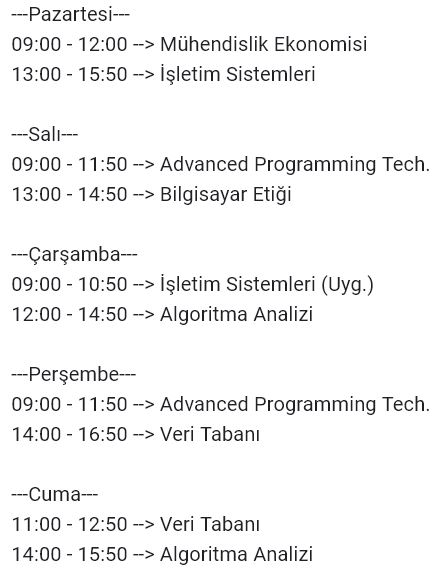 ---Pazartesi---
09:00 - 12:00 --> Mühendislik Ekonomisi
13:00 - 15:50 --> İşletim Sistemleri
---Salı---
09:00 - 11:50 --> Advanced Programming Tech.
13:00 - 14:50 --> Bilgisayar Etiği
---Çarşamba---
09:00 - 10:50 --> İşletim Sistemleri (Uyg.)
12:00 - 14:50 --> Algoritma Analizi
---Perşembe---
09:00 - 11:50 --> Advanced Programming Tech.
14:00 - 16:50 --> Veri Tabanı
---Cuma---
11:00 - 12:50 --> Veri Tabanı
14:00 - 15:50 --> Algoritma Analizi